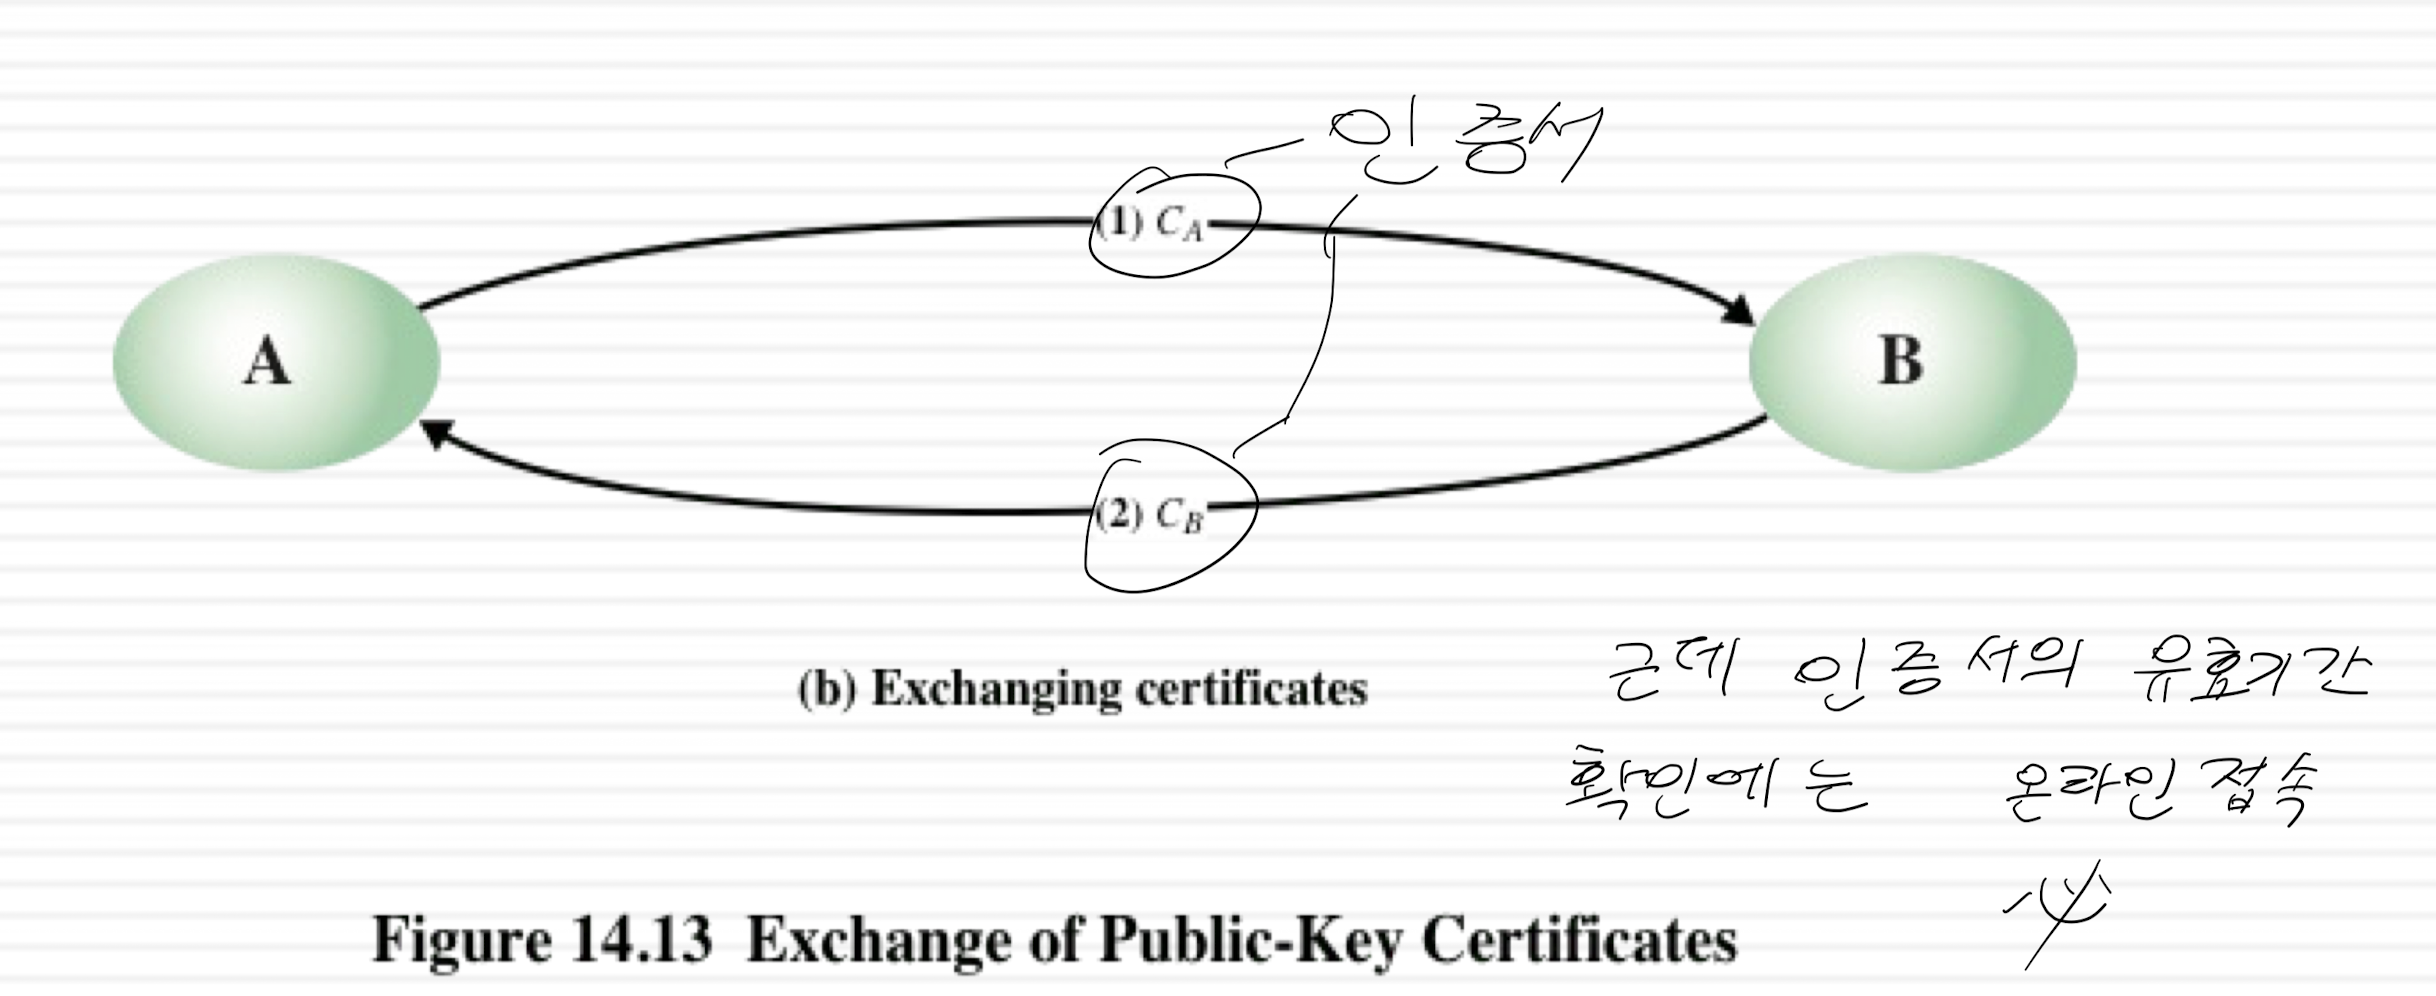 인증서
(1) C_A
A
B
(2) C_B
(b) Exchanging certificates
근데 인증서의 유효기간
확인에는 온라인 접속
Figure 14.13 Exchange of Public-Key Certificates